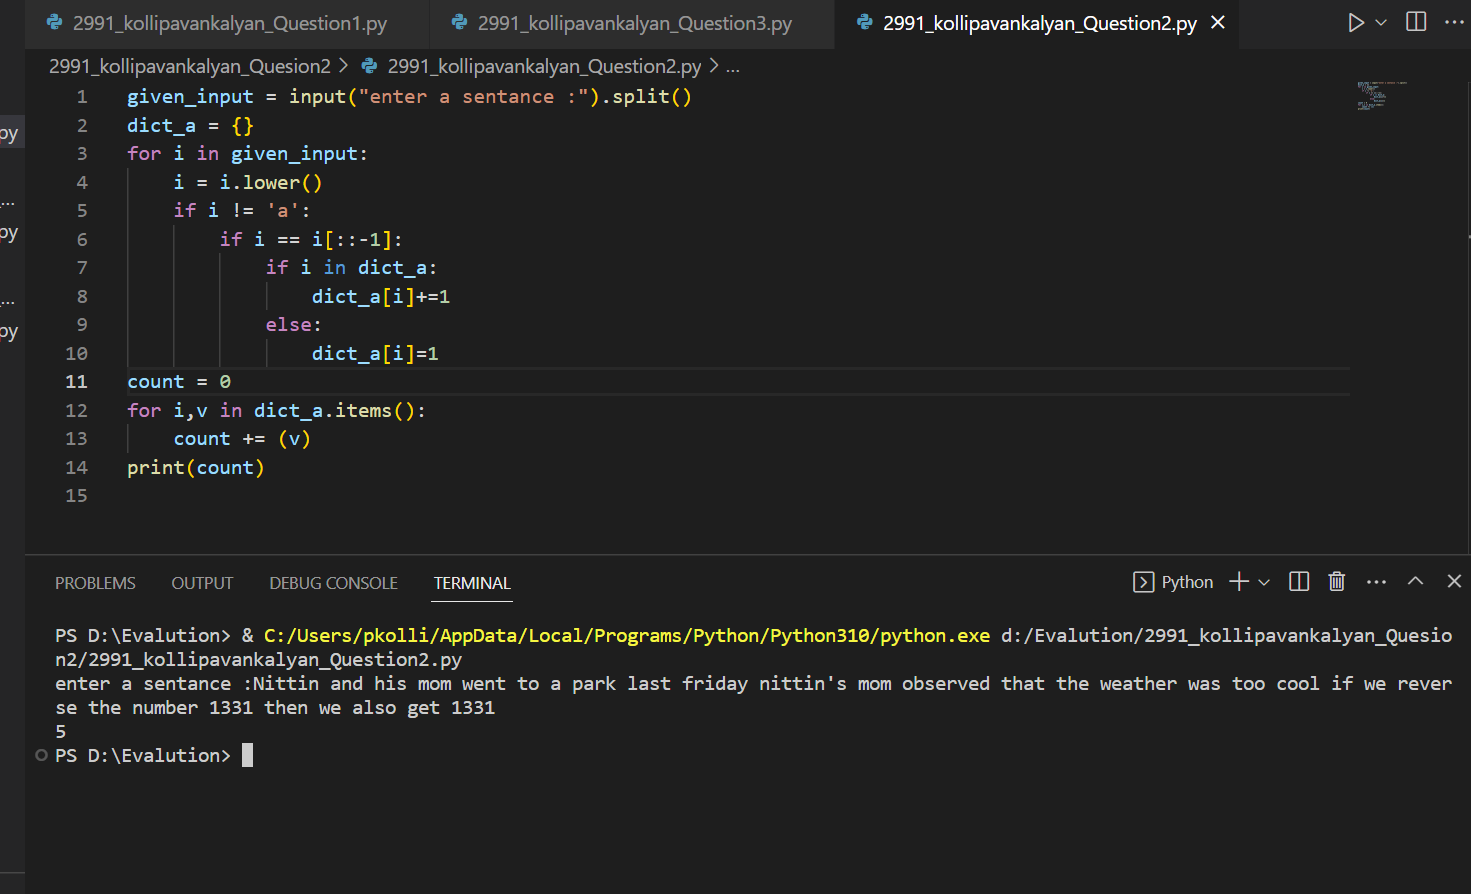 2991_kollipavankalyan_Question1.py
2991_kollipavankalyan_Question3.py
2991_kollipavankalyan_Question2.py
2991_kollipavankalyan_Quesion2 > 2991_kollipavankalyan_Question2.py > ...
py
...
py
...
py
1 given_input = input("enter a sentance :").split()
2 dict_a = {}
3 for i in given_input:
4     i = i.lower()
5     if i != 'a':
6         if i == i[::-1]:
7             if i in dict_a:
8                 dict_a[i]+=1
9             else:
10                 dict_a[i]=1
11 count = 0
12 for i,v in dict_a.items():
13     count += (v)
14 print(count)
15
PROBLEMS OUTPUT DEBUG CONSOLE TERMINAL Python
PS D:\Evalution> & C:/Users/pkolli/AppData/Local/Programs/Python/Python310/python.exe d:/Evalution/2991_kollipavankalyan_Quesio
n2/2991_kollipavankalyan_Question2.py
enter a sentance :Nittin and his mom went to a park last friday nittin's mom observed that the weather was too cool if we rever
se the number 1331 then we also get 1331
5
PS D:\Evalution>